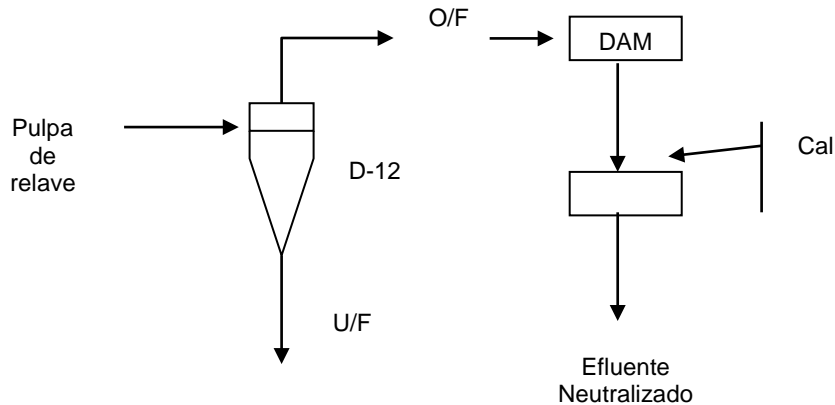 O/F
DAM
Pulpa
de
relave
Cal
D-12
U/F
Efluente
Neutralizado